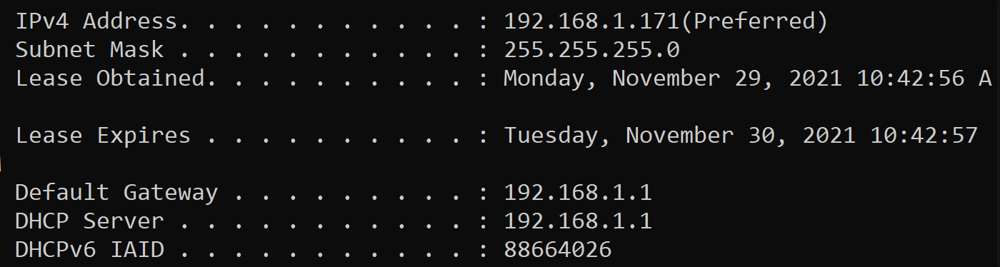 IPv4 Address. . . . . . . . . . . : 192.168.1.171(Preferred)
Subnet Mask . . . . . . . . . . . : 255.255.255.0
Lease Obtained. . . . . . . . . . : Monday, November 29, 2021 10:42:56 A
Lease Expires . . . . . . . . . . : Tuesday, November 30, 2021 10:42:57
Default Gateway . . . . . . . . . : 192.168.1.1
DHCP Server . . . . . . . . . . . : 192.168.1.1
DHCPv6 IAID . . . . . . . . . . . : 88664026